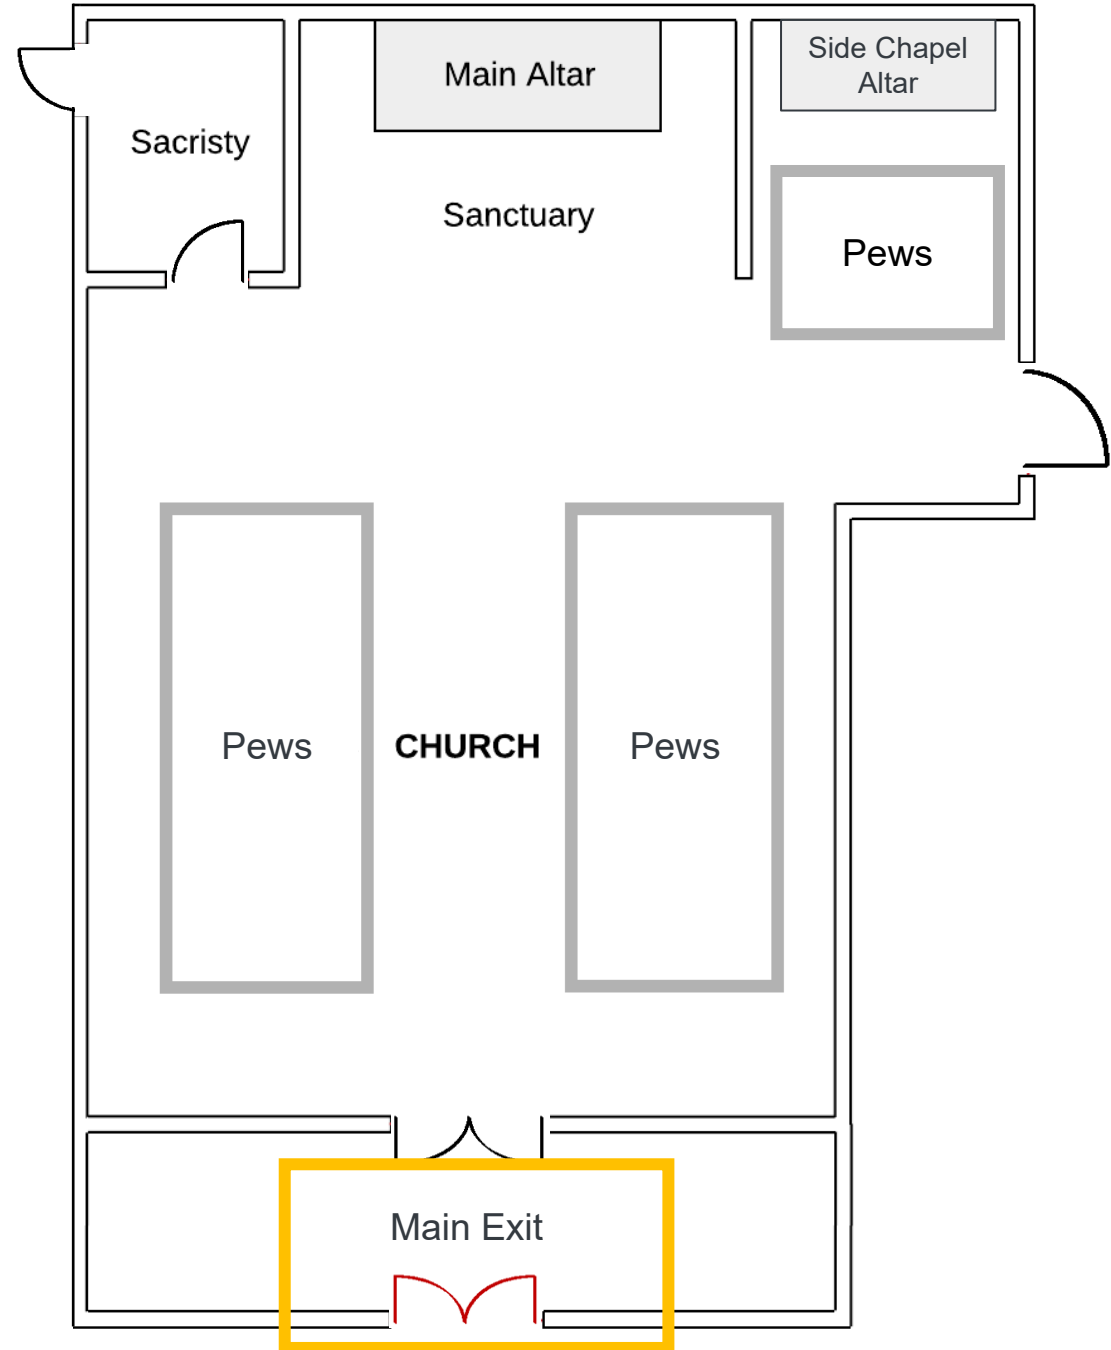 Main Altar
Side Chapel
Altar
Sacristy
Sanctuary
Pews
Pews
CHURCH
Pews
Main Exit